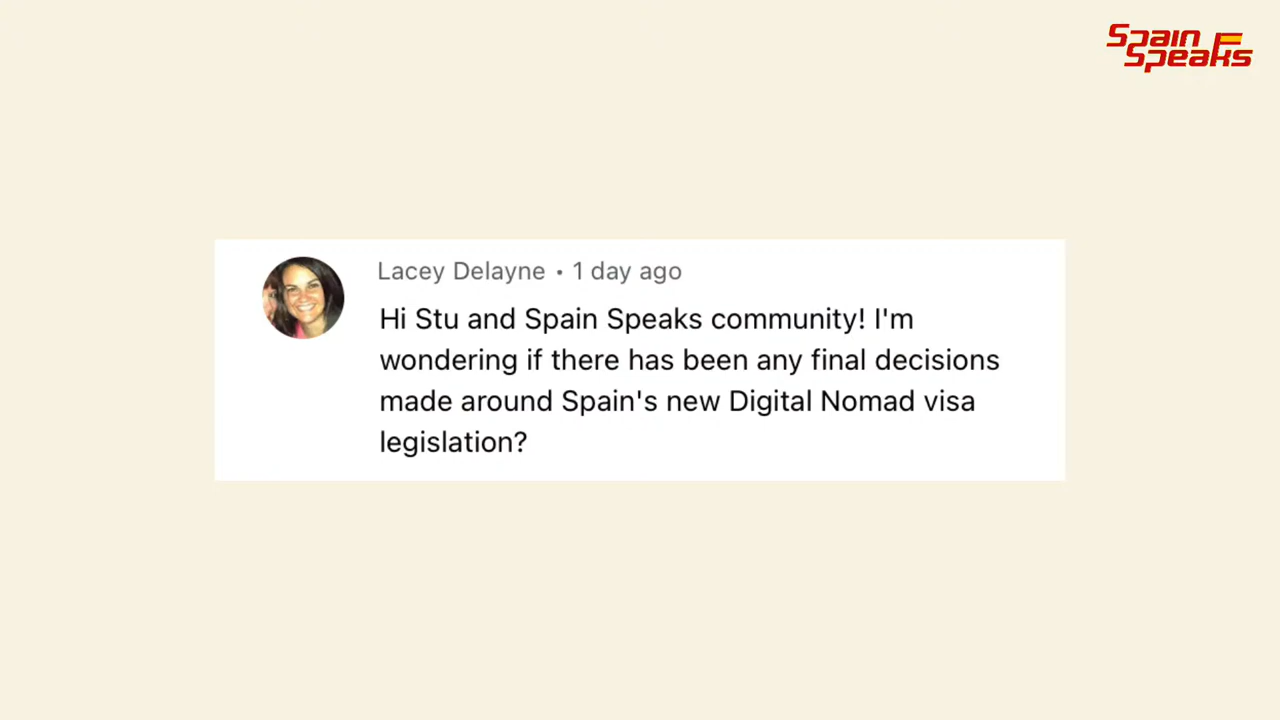 Spain
Speaks
Lacey Delayne • 1 day ago
Hi Stu and Spain Speaks community! I'm
wondering if there has been any final decisions
made around Spain's new Digital Nomad visa
legislation?